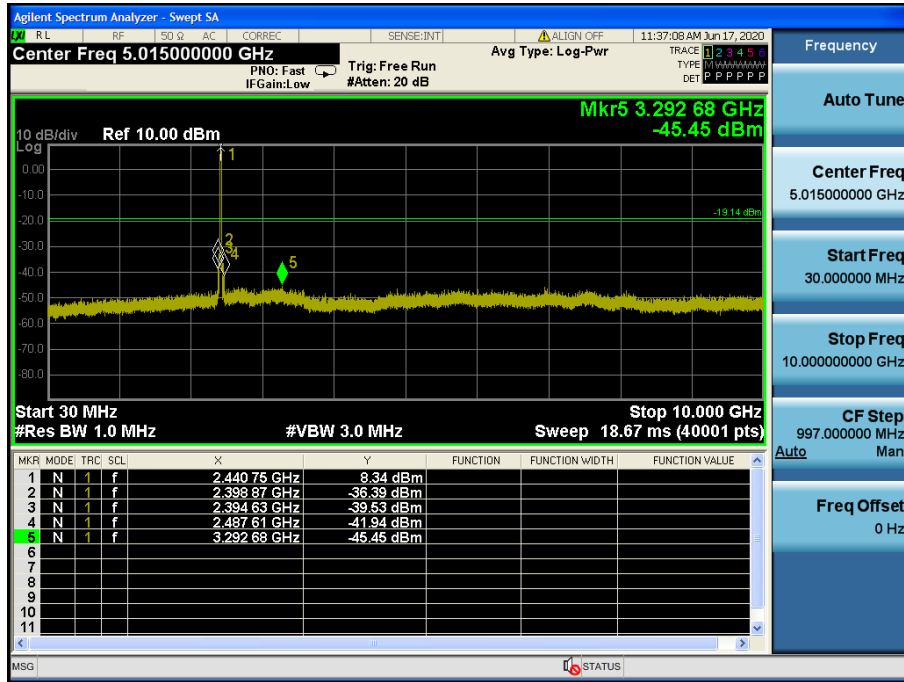 Agilent Spectrum Analyzer - Swept SA
LXI RL RF 50 Ω AC CORREC SENSE:INT ALIGN OFF 11:37:08 AM Jun 17, 2020
Center Freq 5.015000000 GHz
PNO: Fast
IFGain:Low
Trig: Free Run
#Atten: 20 dB
Avg Type: Log-Pwr
TRACE 1 2 3 4 5 6
TYPE M WWWWW
DET P P P P P P
Mkr5 3.292 68 GHz
-45.45 dBm
10 dB/div Ref 10.00 dBm
Log
0.00
-10.0
-20.0
-30.0
-40.0
-50.0
-60.0
-70.0
-80.0
1
2
3
4
5
-19.14 dBm
Start 30 MHz Stop 10.000 GHz
#Res BW 1.0 MHz #VBW 3.0 MHz Sweep 18.67 ms (40001 pts)
MKR MODE TRC SCL X Y FUNCTION FUNCTION WIDTH FUNCTION VALUE
1 N 1 f 2.440 75 GHz 8.34 dBm
2 N 1 f 2.398 87 GHz -36.39 dBm
3 N 1 f 2.394 63 GHz -39.53 dBm
4 N 1 f 2.487 61 GHz -41.94 dBm
5 N 1 f 3.292 68 GHz -45.45 dBm
6
7
8
9
10
11
MSG STATUS
Frequency
Auto Tune
Center Freq
5.015000000 GHz
Start Freq
30.000000 MHz
Stop Freq
10.000000000 GHz
CF Step
997.000000 MHz
Auto Man
Freq Offset
0 Hz